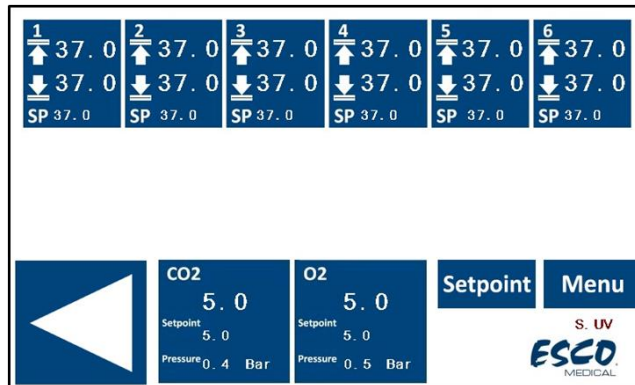 1 2 3 4 5 6
37. 0 37. 0 37. 0 37. 0 37. 0 37. 0
37. 0 37. 0 37. 0 37. 0 37. 0 37. 0
SP 37. 0 SP 37. 0 SP 37. 0 SP 37. 0 SP 37. 0 SP 37. 0
CO2 O2 Setpoint Menu
5. 0 5. 0
Setpoint Setpoint S. UV
5. 0 5. 0
Pressure 0. 4 Bar Pressure 0. 5 Bar
ESCO
MEDICAL